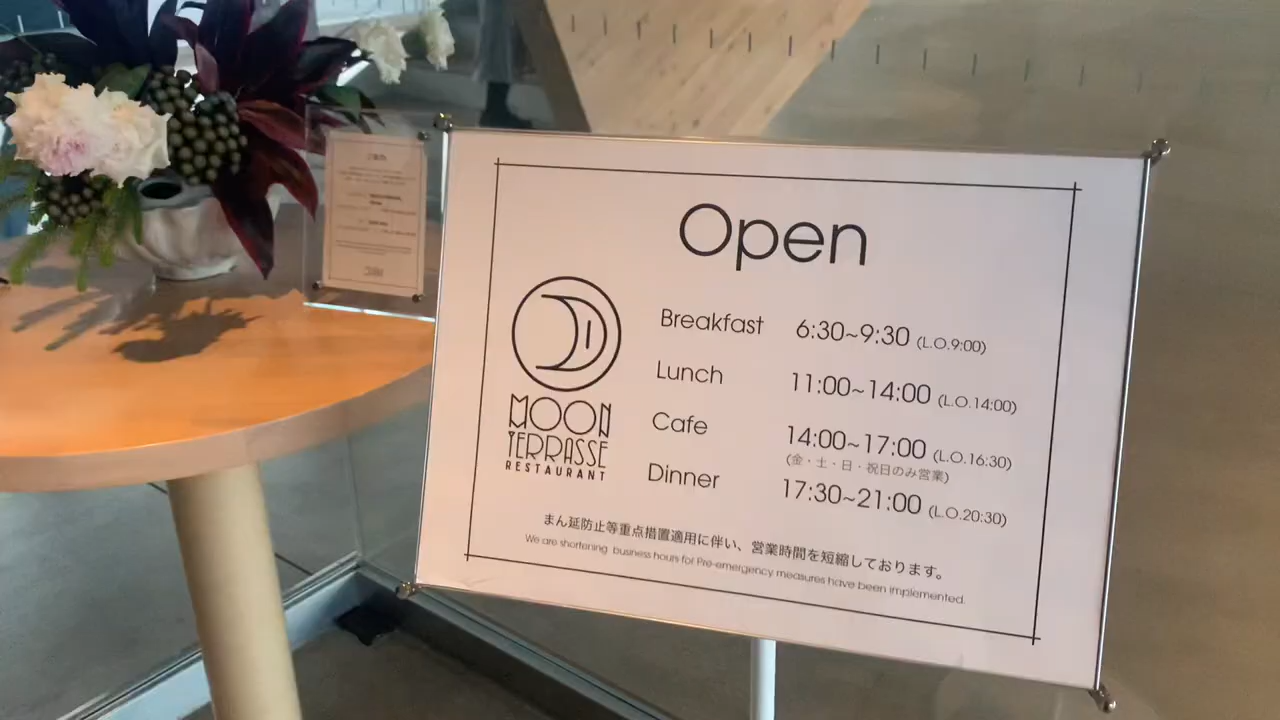 Open
Breakfast 6:30~9:30 (L.O.9:00)
Lunch 11:00~14:00 (L.O.14:00)
Cafe 14:00~17:00 (L.O.16:30)
(金・土・日・祝日のみ営業)
Dinner 17:30~21:00 (L.O.20:30)
MOON
TERRASSE
RESTAURANT
まん延防止等重点措置適用に伴い、営業時間を短縮しております。
We are shortening business hours for Pre-emergency measures have been implemented.